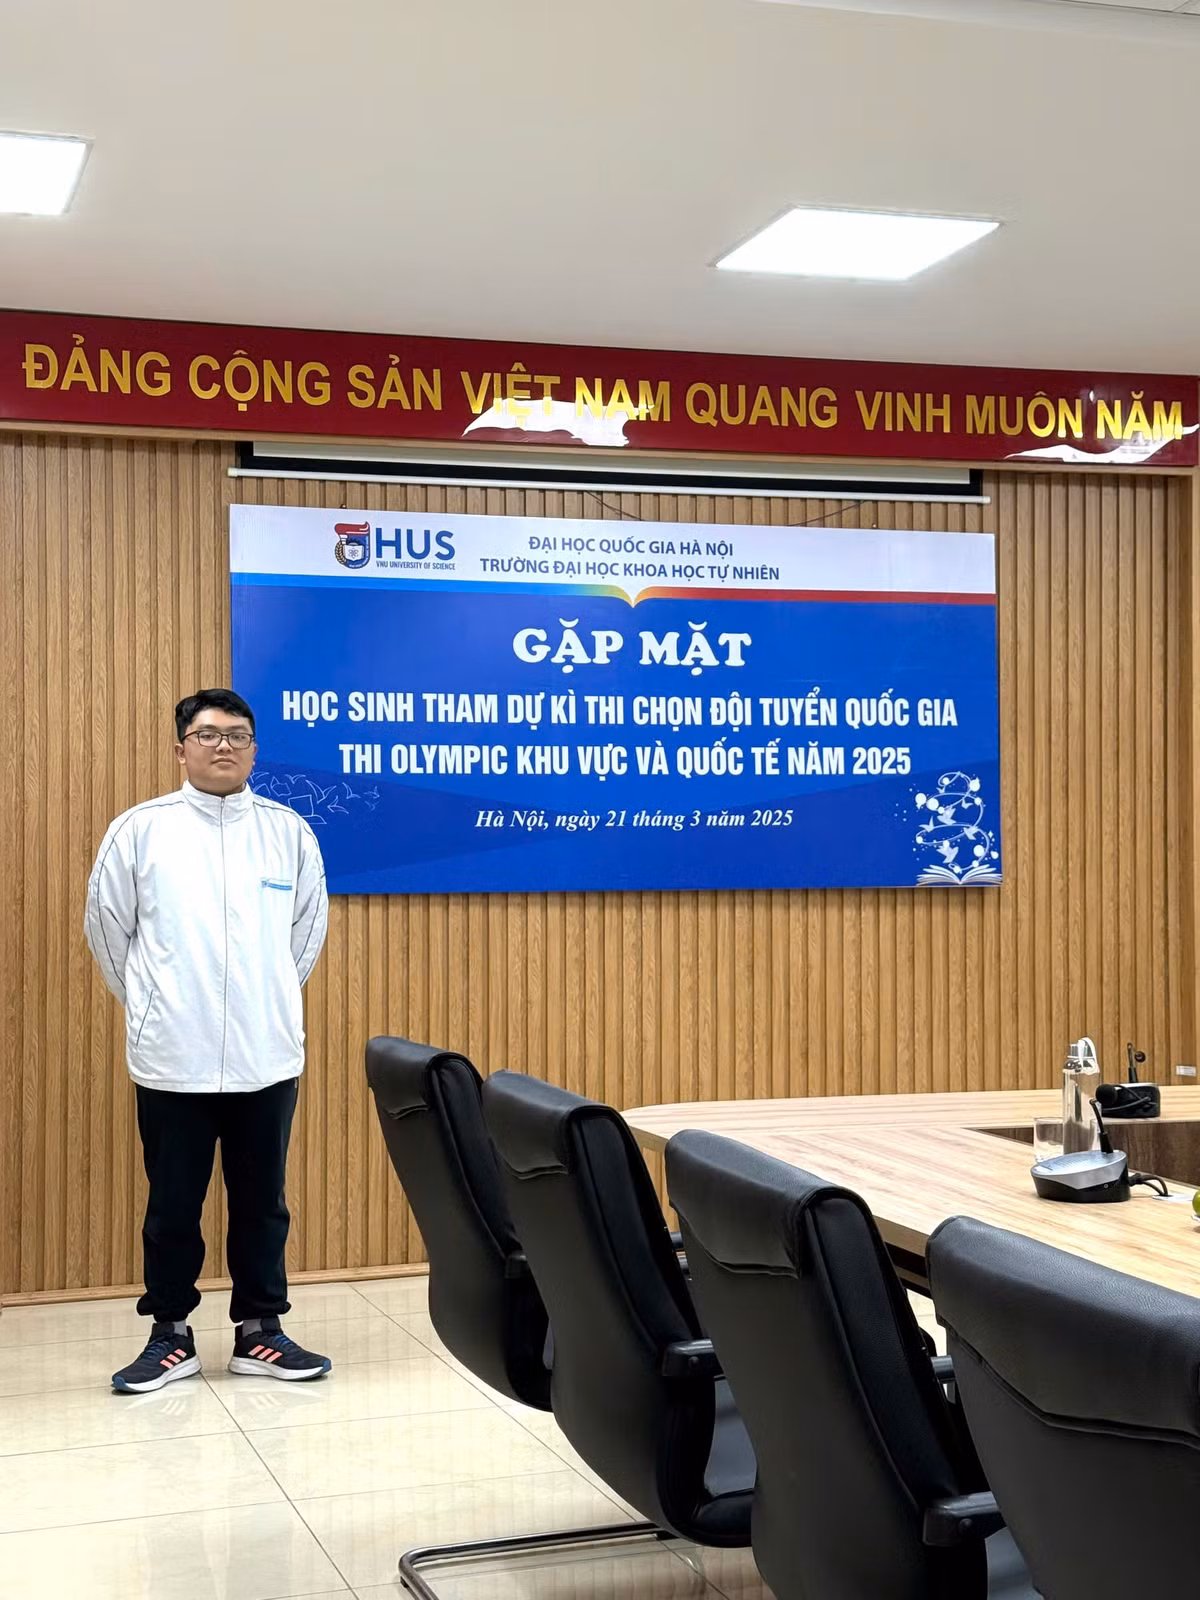 ĐẢNG CỘNG SẢN VIỆT NAM QUANG VINH MUÔN NĂM
HUS
VNU UNIVERSITY OF SCIENCE
ĐẠI HỌC QUỐC GIA HÀ NỘI
TRƯỜNG ĐẠI HỌC KHOA HỌC TỰ NHIÊN
GẶP MẶT
HỌC SINH THAM DỰ KÌ THI CHỌN ĐỘI TUYỂN QUỐC GIA
THI OLYMPIC KHU VỰC VÀ QUỐC TẾ NĂM 2025
Hà Nội, ngày 21 tháng 3 năm 2025